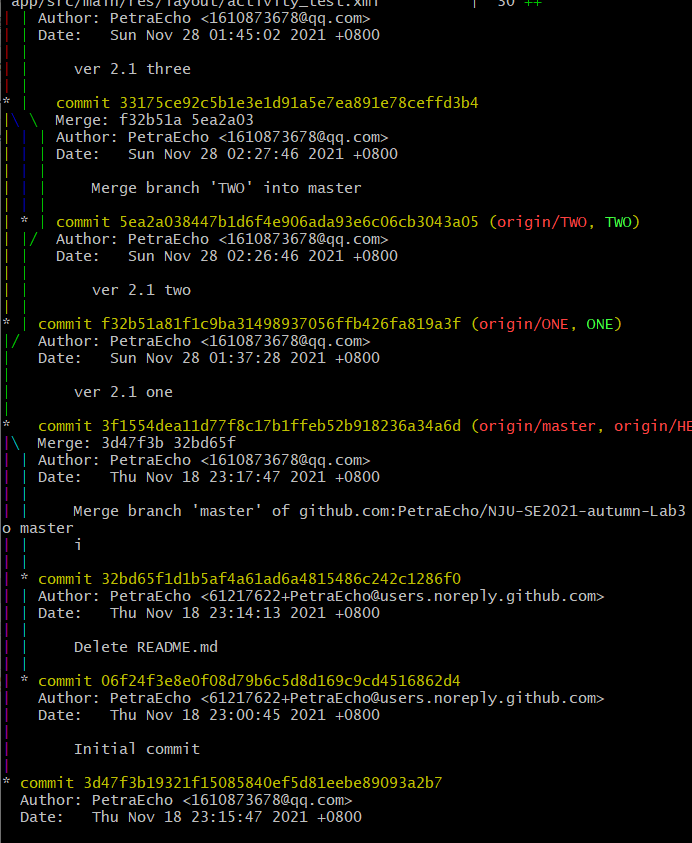 app/src/main/res/layout/activity_test.xml | 30 ++
| | Author: PetraEcho <1610873678@qq.com>
| | Date: Sun Nov 28 01:45:02 2021 +0800
| |
| | ver 2.1 three
| |
* | commit 33175ce92c5b1e3e1d91a5e7ea891e78ceffd3b4
|\ \ Merge: f32b51a 5ea2a03
| | | Author: PetraEcho <1610873678@qq.com>
| | | Date: Sun Nov 28 02:27:46 2021 +0800
| | |
| | | Merge branch 'TWO' into master
| | |
| * | commit 5ea2a038447b1d6f4e906ada93e6c06cb3043a05 (origin/TWO, TWO)
| |/ Author: PetraEcho <1610873678@qq.com>
| | Date: Sun Nov 28 02:26:46 2021 +0800
| |
| | ver 2.1 two
| |
* | commit f32b51a81f1c9ba31498937056ffb426fa819a3f (origin/ONE, ONE)
|/ Author: PetraEcho <1610873678@qq.com>
| Date: Sun Nov 28 01:37:28 2021 +0800
|
| ver 2.1 one
|
* commit 3f1554dea11d77f8c17b1ffeb52b918236a34a6d (origin/master, origin/HE
|\ Merge: 3d47f3b 32bd65f
| | Author: PetraEcho <1610873678@qq.com>
| | Date: Thu Nov 18 23:17:47 2021 +0800
| |
| | Merge branch 'master' of github.com:PetraEcho/NJU-SE2021-autumn-Lab3
o master
| | i
| |
| * commit 32bd65f1d1b5af4a61ad6a4815486c242c1286f0
| | Author: PetraEcho <61217622+PetraEcho@users.noreply.github.com>
| | Date: Thu Nov 18 23:14:13 2021 +0800
| |
| | Delete README.md
| |
| * commit 06f24f3e8e0f08d79b6c5d8d169c9cd4516862d4
| Author: PetraEcho <61217622+PetraEcho@users.noreply.github.com>
| Date: Thu Nov 18 23:00:45 2021 +0800
|
| Initial commit
|
* commit 3d47f3b19321f15085840ef5d81eebe89093a2b7
Author: PetraEcho <1610873678@qq.com>
Date: Thu Nov 18 23:15:47 2021 +0800